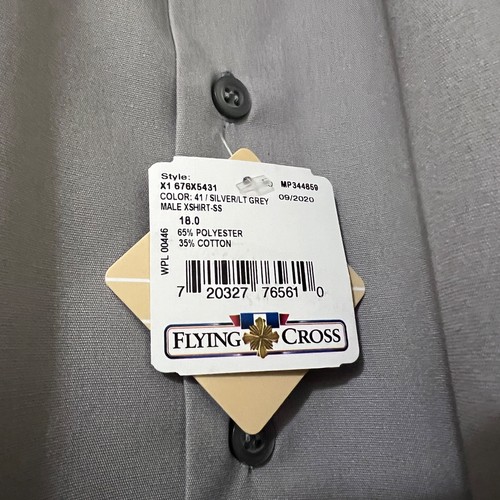 Style:
X1 676X5431 MP344859
COLOR: 41 / SILVER/LT GREY 09/2020
MALE XSHIRT-SS
18.0
65% POLYESTER
35% COTTON
WPL 00446
7 20327 76561 0
FLYING CROSS